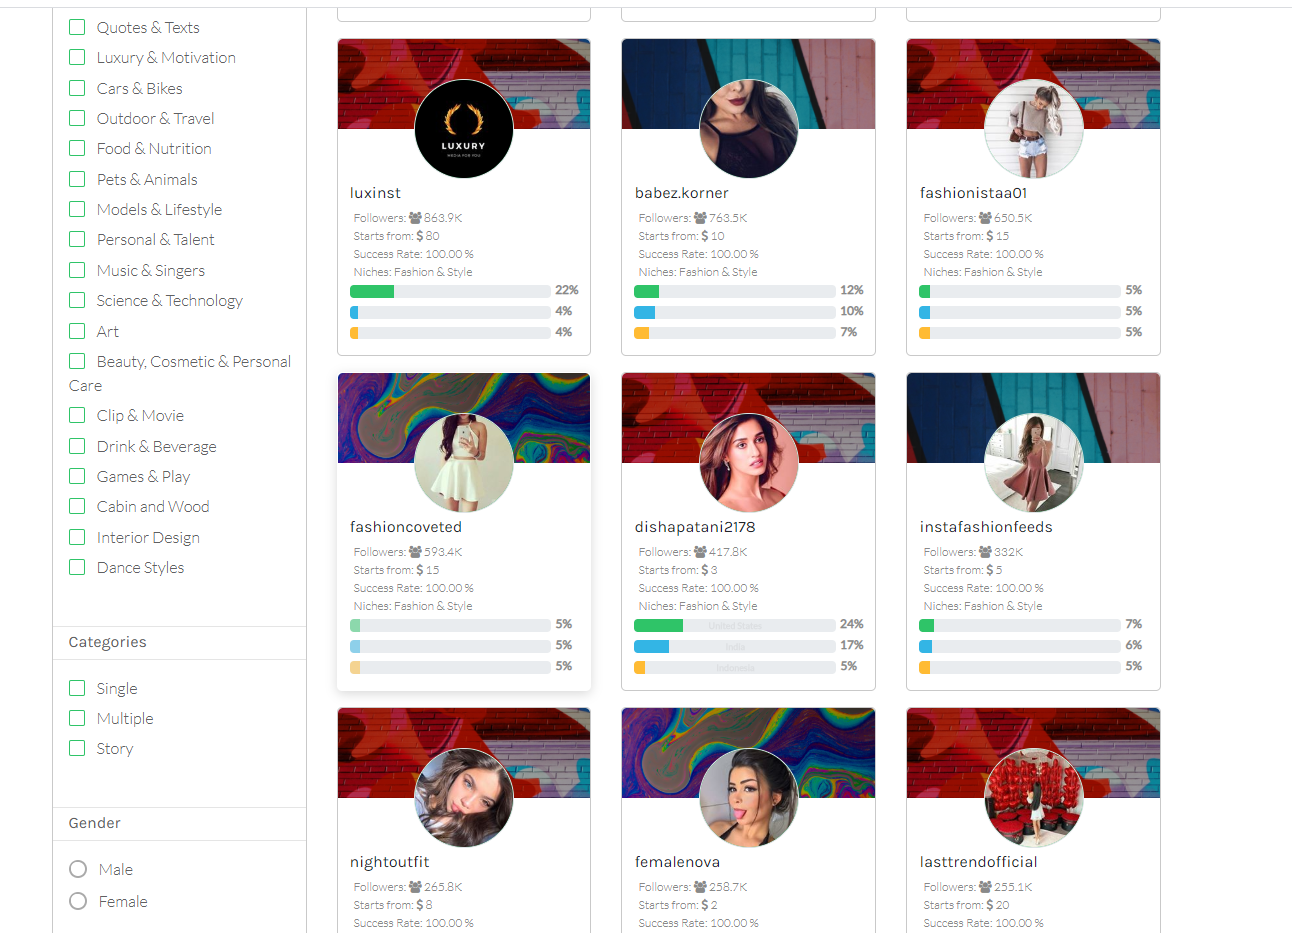 Quotes & Texts
Luxury & Motivation
Cars & Bikes
Outdoor & Travel
Food & Nutrition
Pets & Animals
Models & Lifestyle
Personal & Talent
Music & Singers
Science & Technology
Art
Beauty, Cosmetic & Personal
Care
Clip & Movie
Drink & Beverage
Games & Play
Cabin and Wood
Interior Design
Dance Styles
Categories
Single
Multiple
Story
Gender
Male
Female
LUXURY
MEDIA FOR YOU
luxinst
Followers: 863.9K
Starts from: $ 80
Success Rate: 100.00 %
Niches: Fashion & Style
22%
4%
4%
babez.korner
Followers: 763.5K
Starts from: $ 10
Success Rate: 100.00 %
Niches: Fashion & Style
12%
10%
7%
fashionistaa01
Followers: 650.5K
Starts from: $ 15
Success Rate: 100.00 %
Niches: Fashion & Style
5%
5%
5%
fashioncoveted
Followers: 593.4K
Starts from: $ 15
Success Rate: 100.00 %
Niches: Fashion & Style
5%
5%
5%
dishapatani2178
Followers: 417.8K
Starts from: $ 3
Success Rate: 100.00 %
Niches: Fashion & Style
United States 24%
India 17%
Indonesia 5%
instafashionfeeds
Followers: 332K
Starts from: $ 5
Success Rate: 100.00 %
Niches: Fashion & Style
7%
6%
5%
nightoutfit
Followers: 265.8K
Starts from: $ 8
Success Rate: 100.00 %
femalenova
Followers: 258.7K
Starts from: $ 2
Success Rate: 100.00 %
lasttrendofficial
Followers: 255.1K
Starts from: $ 20
Success Rate: 100.00 %